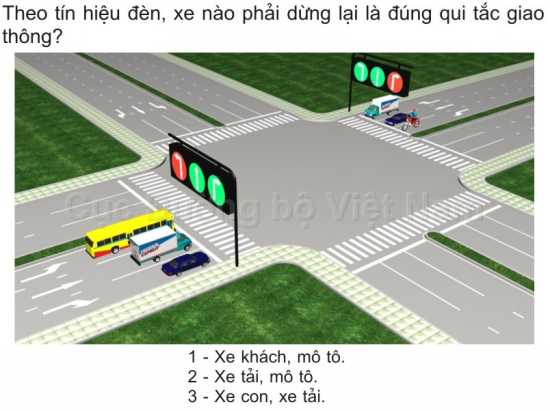 Theo tín hiệu đèn, xe nào phải dừng lại là đúng qui tắc giao
thông?
Cục Đường bộ Việt Nam
1 - Xe khách, mô tô.
2 - Xe tải, mô tô.
3 - Xe con, xe tải.